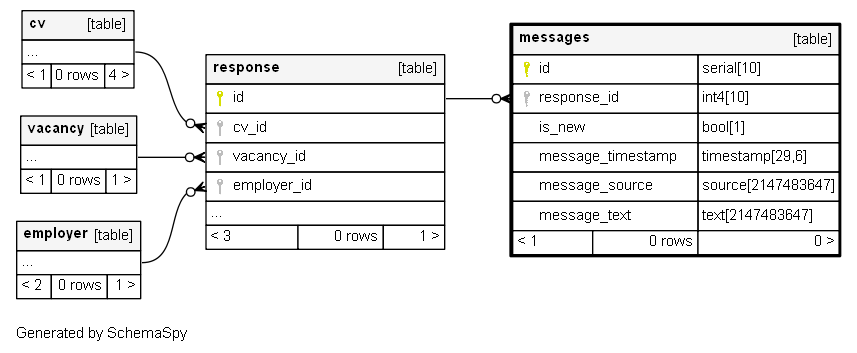 cv [table]
...
< 1 0 rows 4 >
vacancy [table]
...
< 1 0 rows 1 >
employer [table]
...
< 2 0 rows 1 >
response [table]
id
cv_id
vacancy_id
employer_id
...
< 3 0 rows 1 >
messages [table]
id serial[10]
response_id int4[10]
is_new bool[1]
message_timestamp timestamp[29,6]
message_source source[2147483647]
message_text text[2147483647]
< 1 0 rows 0 >
Generated by SchemaSpy